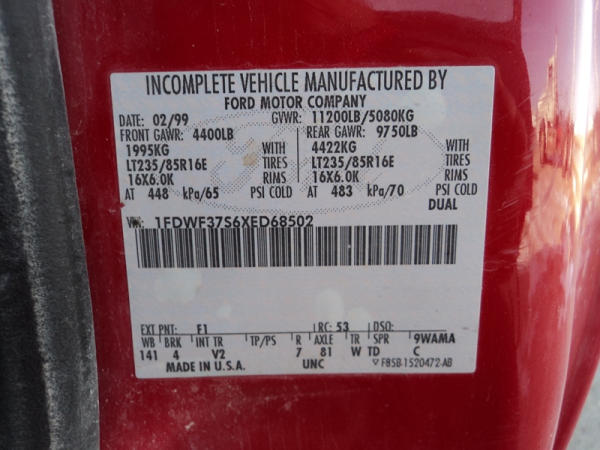 INCOMPLETE VEHICLE MANUFACTURED BY
FORD MOTOR COMPANY
DATE: 02/99 GVWR: 11200LB/5080KG
FRONT GAWR: 4400LB REAR GAWR: 9750LB
1995KG WITH 4422KG WITH
LT235/85R16E TIRES LT235/85R16E TIRES
16X6.0K RIMS 16X6.0K RIMS
AT 448 kPa/65 PSI COLD AT 483 kPa/70 PSI COLD
DUAL
VIN: 1FDWF37S6XED68502
EXT PNT: F1 RC: 53 DSO:
WB BRK INT TR TP/PS R AXLE TR SPR 9WAMA
141 4 V2 7 81 W TD C
MADE IN U.S.A. UNC F85B-1520472-AB